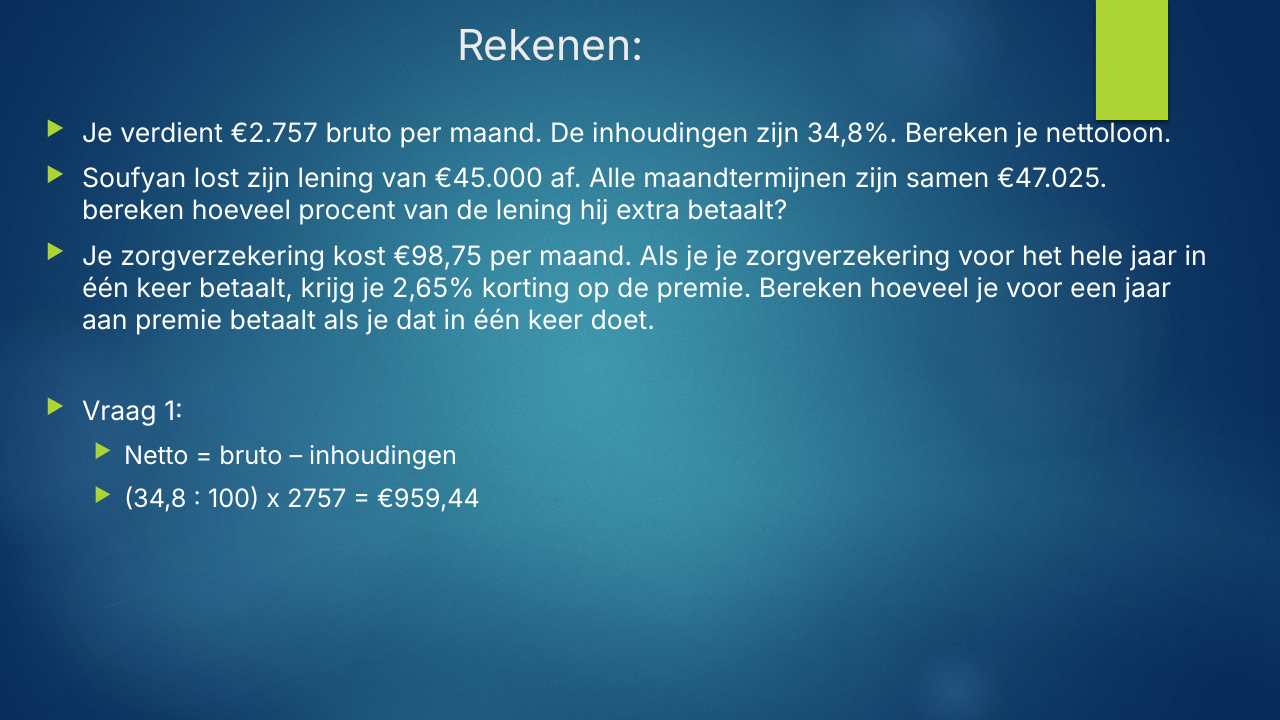 Rekenen:
Je verdient €2.757 bruto per maand. De inhoudingen zijn 34,8%. Bereken je nettoloon.
Soufyan lost zijn lening van €45.000 af. Alle maandtermijnen zijn samen €47.025.
bereken hoeveel procent van de lening hij extra betaalt?
Je zorgverzekering kost €98,75 per maand. Als je je zorgverzekering voor het hele jaar in
één keer betaalt, krijg je 2,65% korting op de premie. Bereken hoeveel je voor een jaar
aan premie betaalt als je dat in één keer doet.
Vraag 1:
Netto = bruto – inhoudingen
(34,8 : 100) x 2757 = €959,44